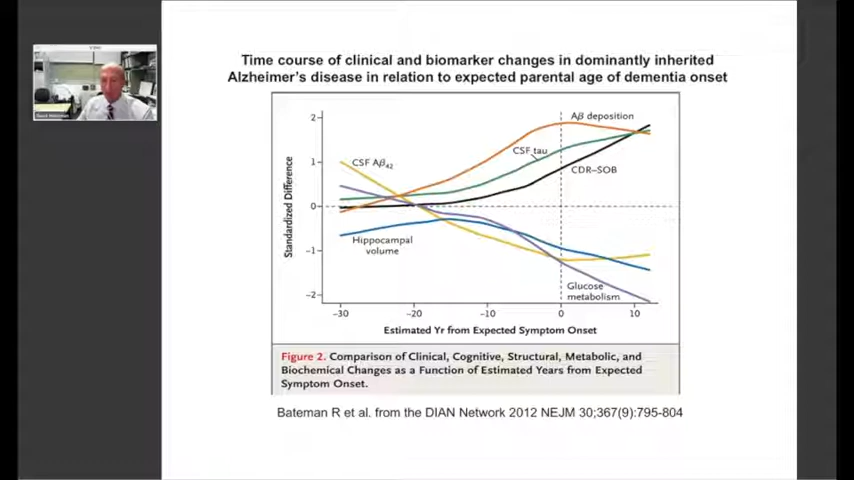 Time course of clinical and biomarker changes in dominantly inherited
Alzheimer's disease in relation to expected parental age of dementia onset
2
1
0
−1
−2
Standardized Difference
Aβ deposition
CSF tau
CSF Aβ42
CDR–SOB
Hippocampal
volume
Glucose
metabolism
−30
−20
−10
0
10
Estimated Yr from Expected Symptom Onset
Figure 2. Comparison of Clinical, Cognitive, Structural, Metabolic, and
Biochemical Changes as a Function of Estimated Years from Expected
Symptom Onset.
Bateman R et al. from the DIAN Network 2012 NEJM 30;367(9):795-804